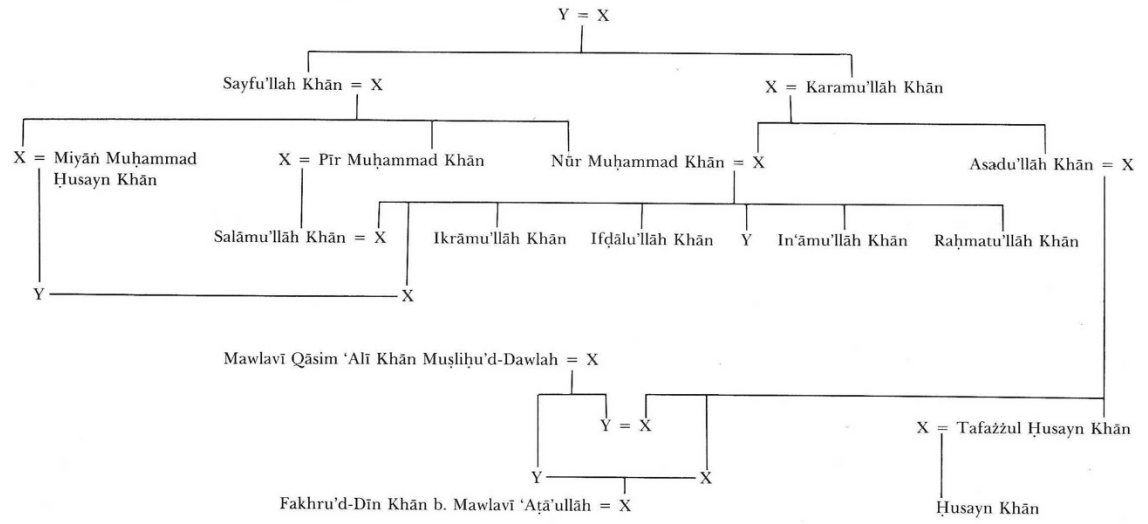 Y = X
Sayfu'llah Khān = X
X = Karamu'llāh Khān
X = Miyāṅ Muḥammad
Ḥusayn Khān
X = Pīr Muḥammad Khān
Nūr Muḥammad Khān = X
Asadu'llāh Khān = X
Salāmu'llāh Khān = X
Ikrāmu'llāh Khān
Ifḍālu'llāh Khān
Y
In‘āmu'llāh Khān
Raḥmatu'llāh Khān
Y
X
Mawlavī Qāsim ‘Alī Khān Muṣliḥu'd-Dawlah = X
Y = X
X = Tafażżul Ḥusayn Khān
Y
X
Fakhru'd-Dīn Khān b. Mawlavī ‘Aṭā'ullāh = X
Ḥusayn Khān